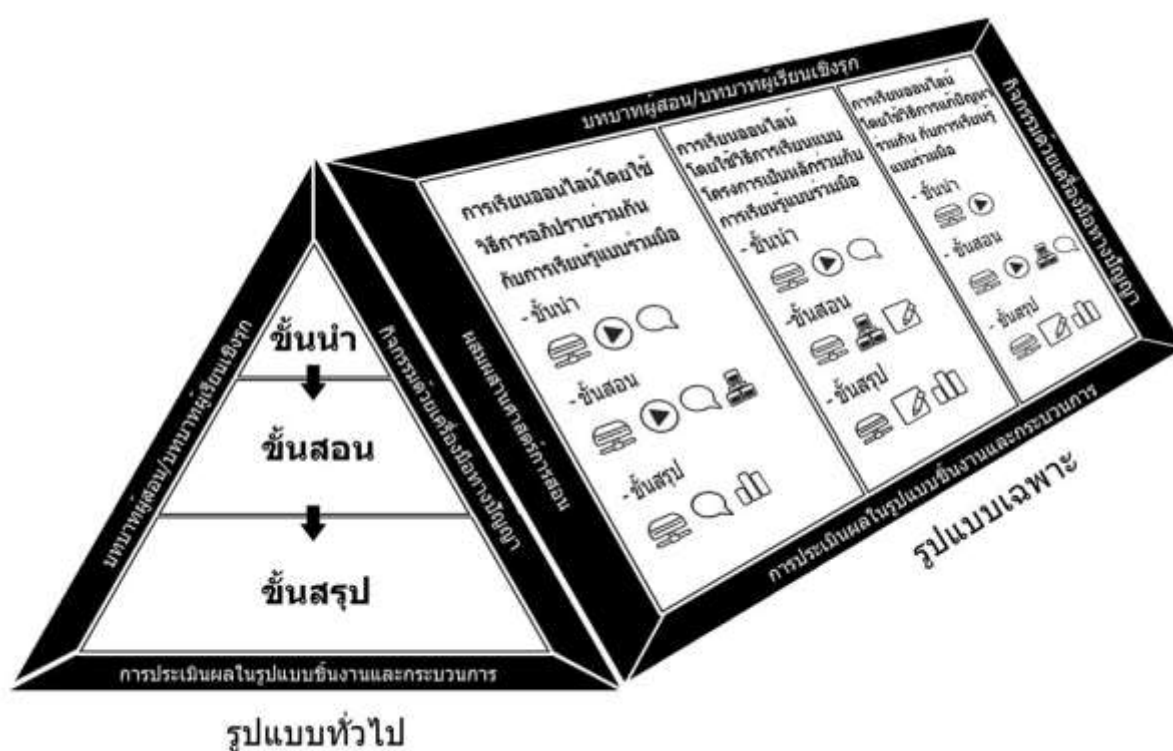 บทบาทผู้สอน/บทบาทผู้เรียนเชิงรุก
กิจกรรมด้วยเครื่องมือทางปัญญา
ขั้นนำ
ขั้นสอน
ขั้นสรุป
การประเมินผลในรูปแบบชิ้นงานและกระบวนการ
รูปแบบทั่วไป
บทบาทผู้สอน/บทบาทผู้เรียนเชิงรุก
ผสมผสานศาสตร์การสอน
การเรียนออนไลน์โดยใช้
วิธีการอภิปรายร่วมกัน
กับการเรียนรู้แบบร่วมมือ
-ขั้นนำ
-ขั้นสอน
-ขั้นสรุป
การเรียนออนไลน์
โดยใช้วิธีการเรียนแบบ
โครงการเป็นหลักร่วมกับ
การเรียนรู้แบบร่วมมือ
-ขั้นนำ
-ขั้นสอน
-ขั้นสรุป
การเรียนออนไลน์
โดยใช้วิธีการแก้ปัญหา
ร่วมกัน กับการเรียนรู้
แบบร่วมมือ
- ขั้นนำ
- ขั้นสอน
- ขั้นสรุป
กิจกรรมด้วยเครื่องมือทางปัญญา
การประเมินผลในรูปแบบชิ้นงานและกระบวนการ
รูปแบบเฉพาะ